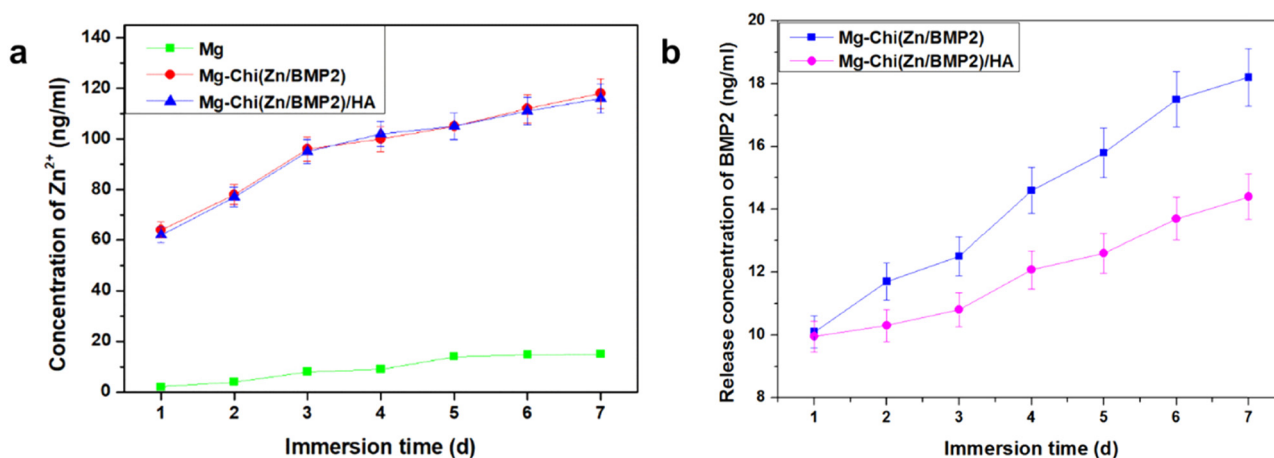 a
Concentration of Zn²⁺ (ng/ml)
140
120
100
80
60
40
20
0
Mg
Mg-Chi(Zn/BMP2)
Mg-Chi(Zn/BMP2)/HA
1 2 3 4 5 6 7
Immersion time (d)
b
Release concentration of BMP2 (ng/ml)
20
18
16
14
12
10
8
Mg-Chi(Zn/BMP2)
Mg-Chi(Zn/BMP2)/HA
1 2 3 4 5 6 7
Immersion time (d)